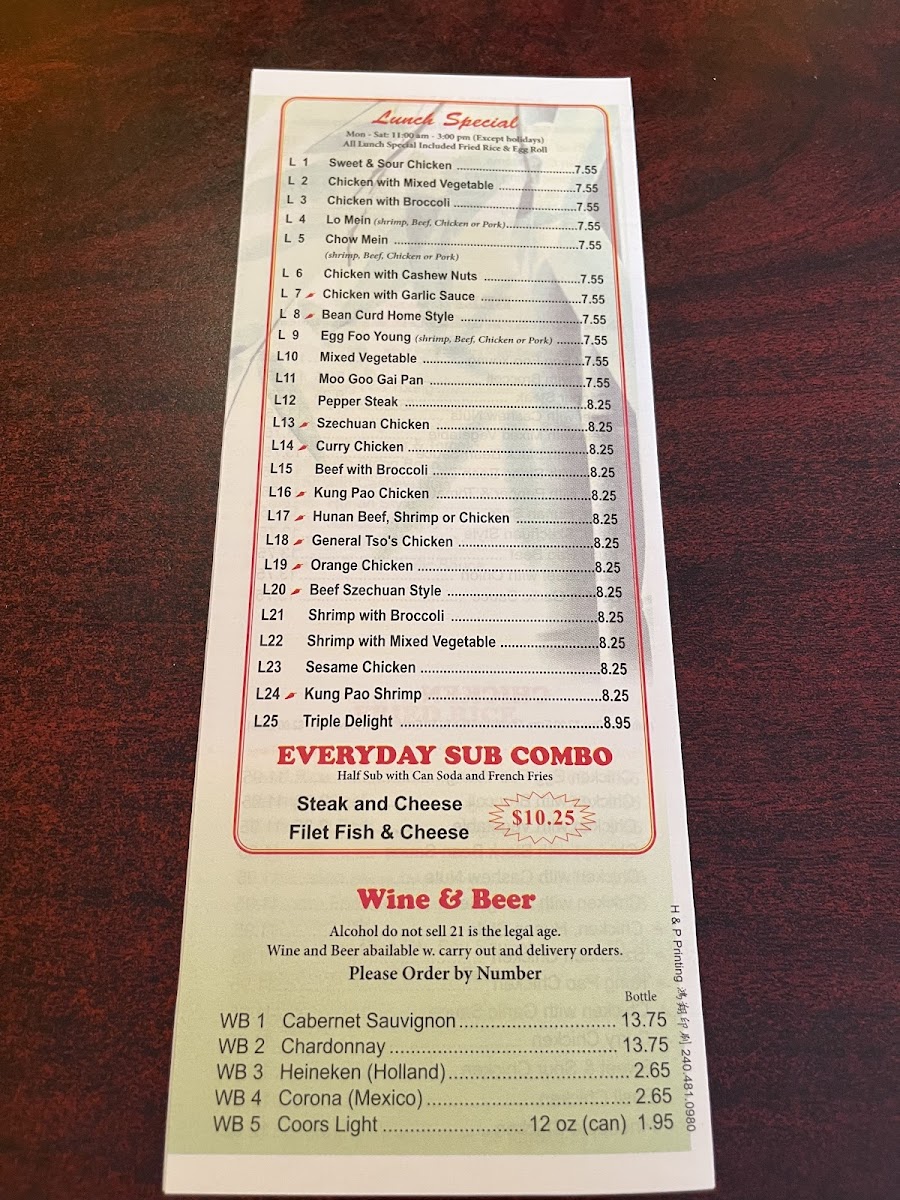 Lunch Special
Mon - Sat: 11:00 am - 3:00 pm (Except holidays)
All Lunch Special Included Fried Rice & Egg Roll
L 1 Sweet & Sour Chicken ..............................7.55
L 2 Chicken with Mixed Vegetable ...................7.55
L 3 Chicken with Broccoli ...............................7.55
L 4 Lo Mein (shrimp, Beef, Chicken or Pork)..................7.55
L 5 Chow Mein ..............................................7.55
(shrimp, Beef, Chicken or Pork)
L 6 Chicken with Cashew Nuts ........................7.55
L 7 Chicken with Garlic Sauce .........................7.55
L 8 Bean Curd Home Style ..............................7.55
L 9 Egg Foo Young (shrimp, Beef, Chicken or Pork) .......7.55
L10 Mixed Vegetable ........................................7.55
L11 Moo Goo Gai Pan ......................................7.55
L12 Pepper Steak ............................................8.25
L13 Szechuan Chicken .....................................8.25
L14 Curry Chicken ...........................................8.25
L15 Beef with Broccoli ......................................8.25
L16 Kung Pao Chicken .....................................8.25
L17 Hunan Beef, Shrimp or Chicken ..................8.25
L18 General Tso's Chicken ................................8.25
L19 Orange Chicken .........................................8.25
L20 Beef Szechuan Style ..................................8.25
L21 Shrimp with Broccoli ...................................8.25
L22 Shrimp with Mixed Vegetable .......................8.25
L23 Sesame Chicken ........................................8.25
L24 Kung Pao Shrimp .......................................8.25
L25 Triple Delight ..............................................8.95
EVERYDAY SUB COMBO
Half Sub with Can Soda and French Fries
Steak and Cheese
Filet Fish & Cheese
$10.25
Wine & Beer
Alcohol do not sell 21 is the legal age.
Wine and Beer abailable w. carry out and delivery orders.
Please Order by Number
Bottle
WB 1 Cabernet Sauvignon............................ 13.75
WB 2 Chardonnay ......................................... 13.75
WB 3 Heineken (Holland)................................ 2.65
WB 4 Corona (Mexico) .................................... 2.65
WB 5 Coors Light ........................ 12 oz (can) 1.95
H & P Printing 鴻翔印刷 240.481.0980